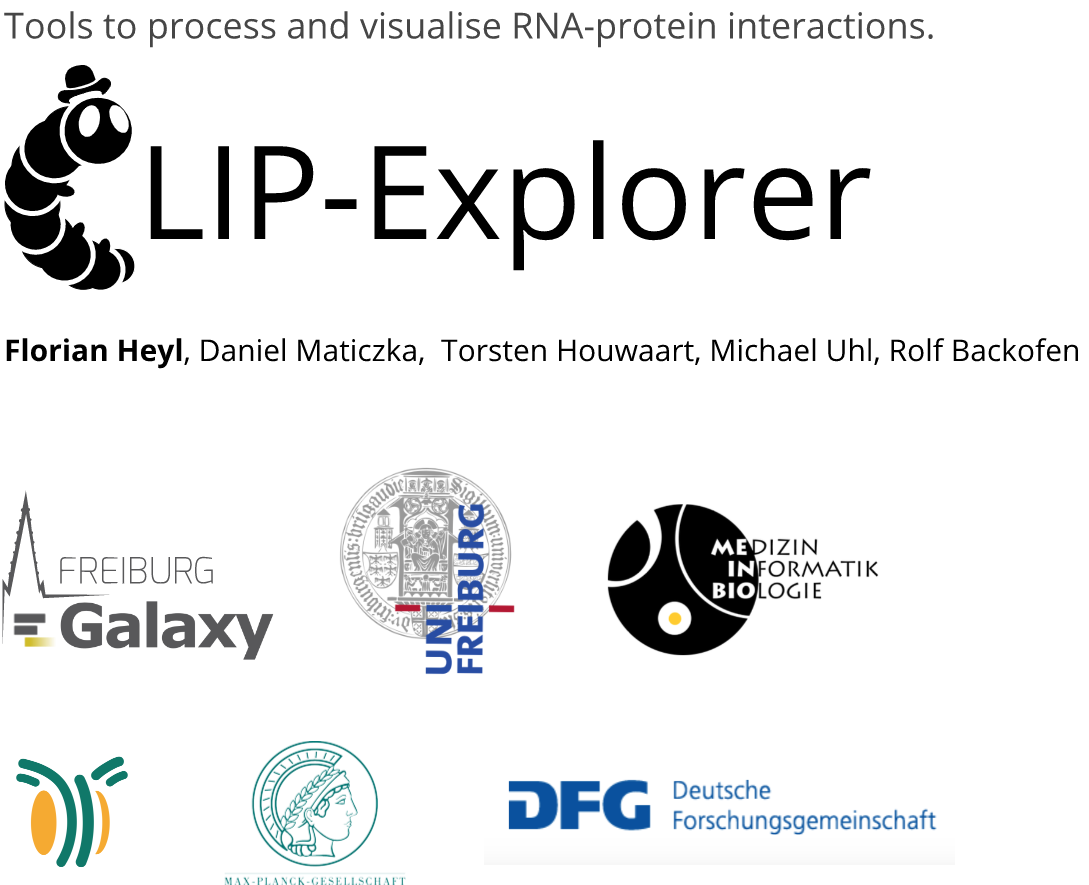 Tools to process and visualise RNA-protein interactions.
CLIP-Explorer
Florian Heyl, Daniel Maticzka, Torsten Houwaart, Michael Uhl, Rolf Backofen
FREIBURG
Galaxy
UNI
FREIBURG
MEDIZIN
INFORMATIK
BIOLOGIE
MAX-PLANCK-GESELLSCHAFT
DFG Deutsche
Forschungsgemeinschaft